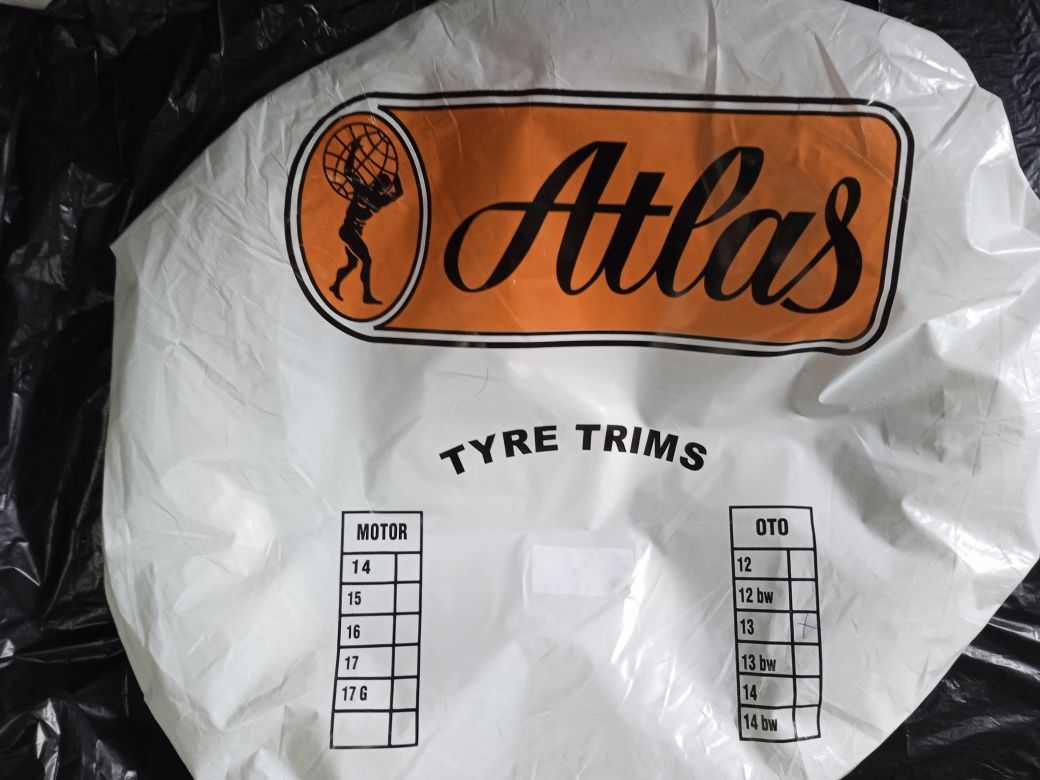 Atlas
TYRE TRIMS
MOTOR
14
15
16
17
17 G
OTO
12
12 bw
13 x
13 bw
14
14 bw